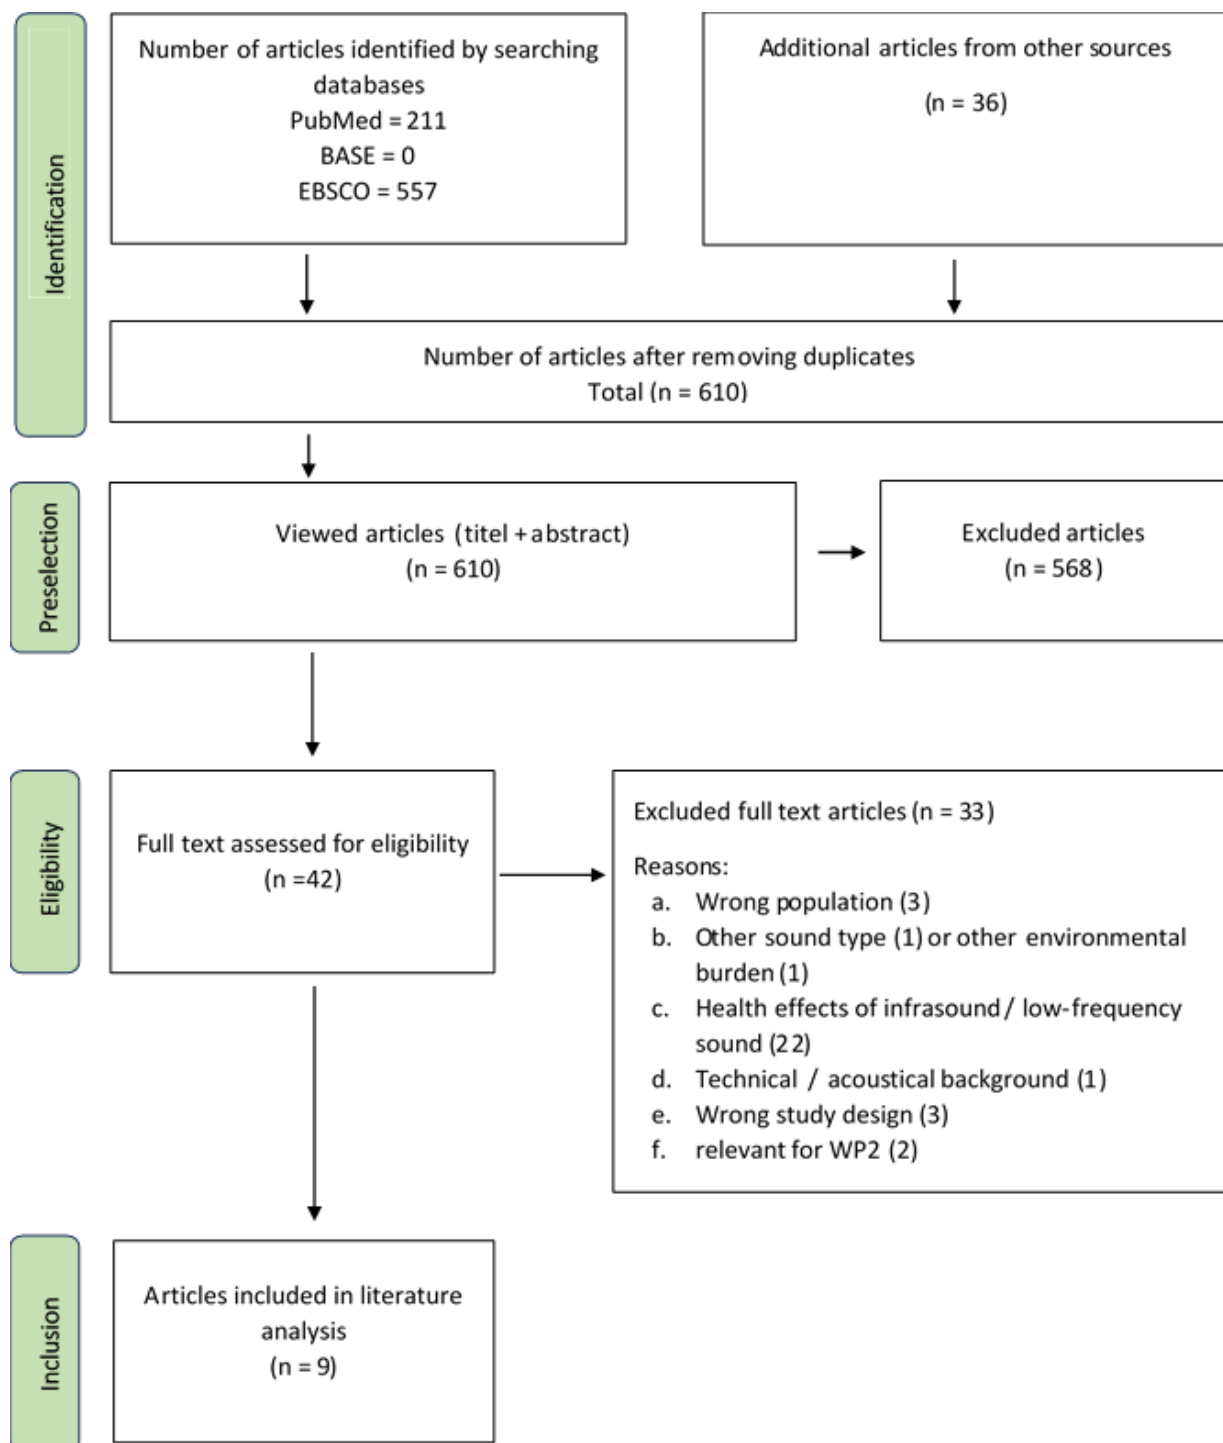 Identification
Number of articles identified by searching
databases
PubMed = 211
BASE = 0
EBSCO = 557
Additional articles from other sources
(n = 36)
Number of articles after removing duplicates
Total (n = 610)
Preselection
Viewed articles (titel + abstract)
(n = 610)
Excluded articles
(n = 568)
Eligibility
Full text assessed for eligibility
(n =42)
Excluded full text articles (n = 33)
Reasons:
a. Wrong population (3)
b. Other sound type (1) or other environmental
burden (1)
c. Health effects of infrasound / low-frequency
sound (22)
d. Technical / acoustical background (1)
e. Wrong study design (3)
f. relevant for WP2 (2)
Inclusion
Articles included in literature
analysis
(n = 9)